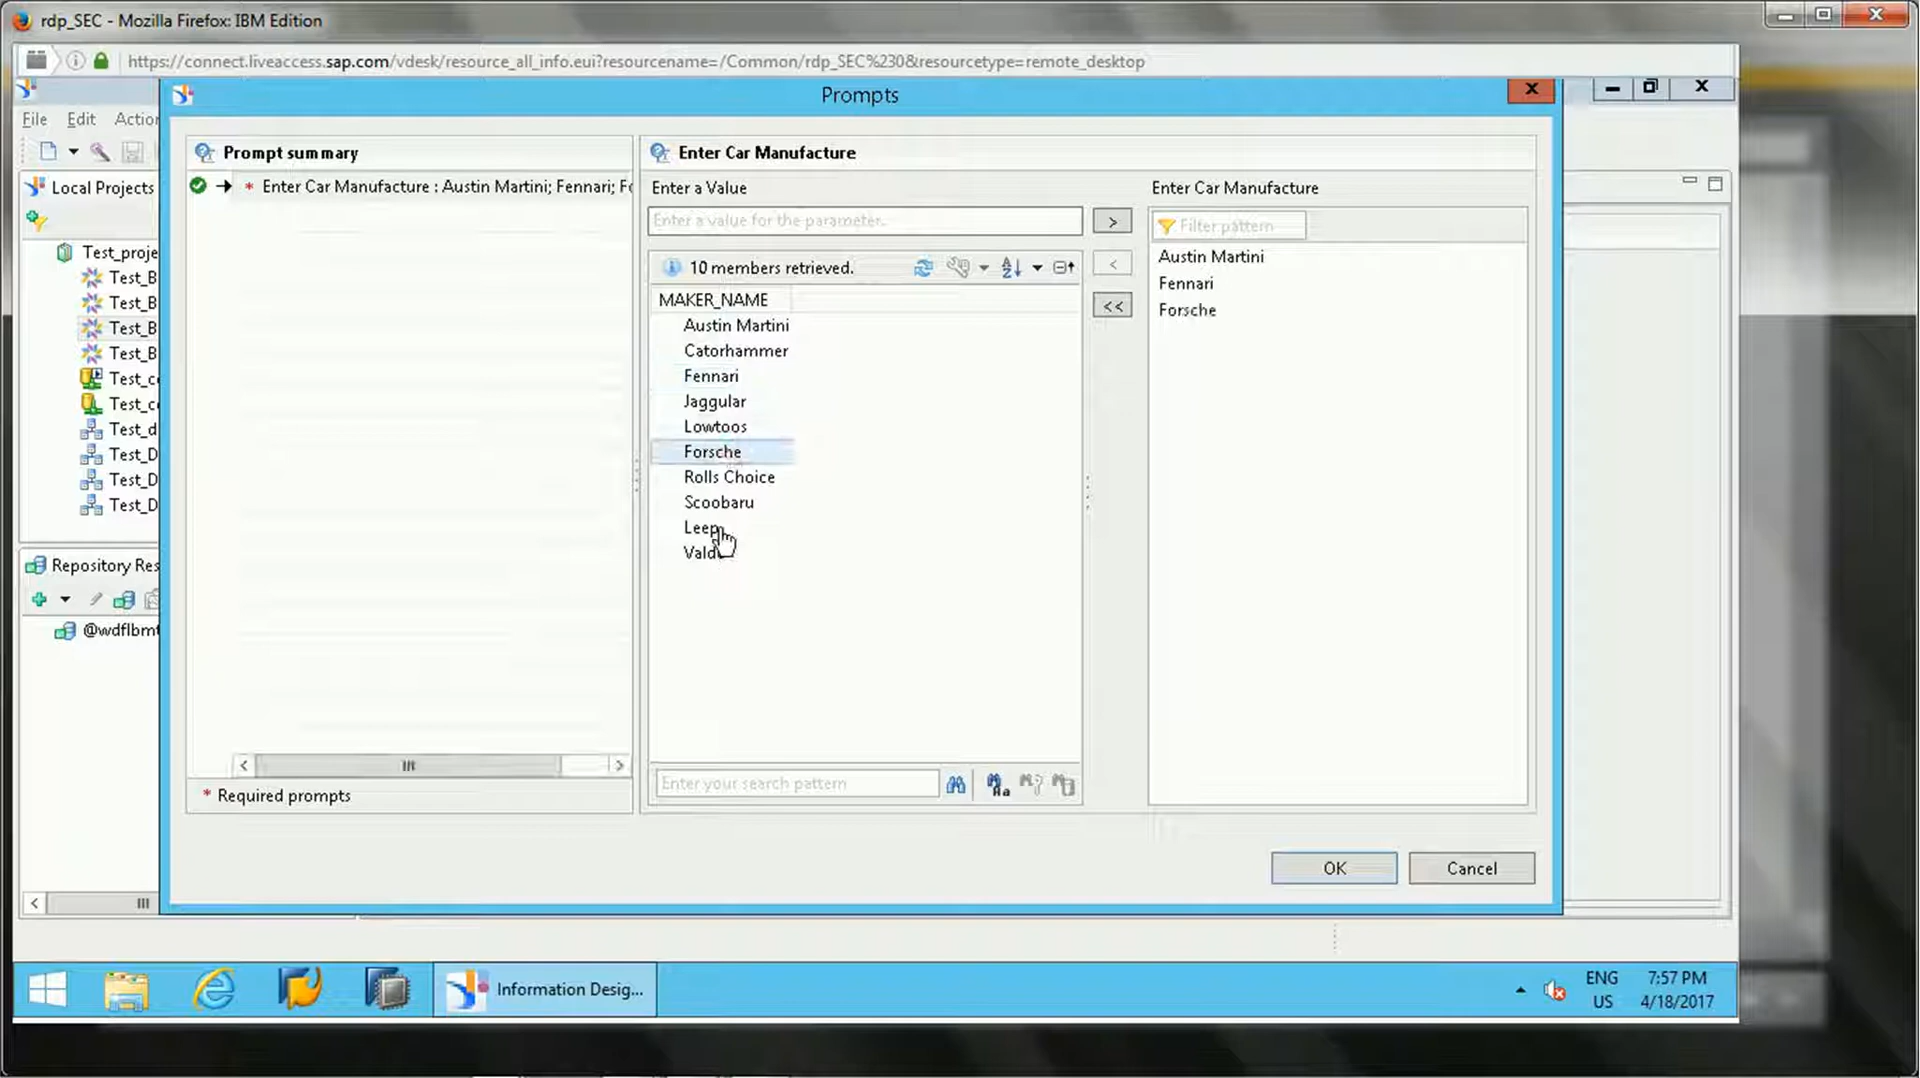 rdp_SEC - Mozilla Firefox: IBM Edition
https://connect.liveaccess.sap.com/vdesk/resource_all_info.eui?resourcename=/Common/rdp_SEC%230&resourcetype=remote_desktop
Prompts
File Edit Action
Prompt summary
Enter Car Manufacture
Local Projects
* Enter Car Manufacture : Austin Martini; Fennari; Fo
Enter a Value
Enter Car Manufacture
Enter a value for the parameter.
>
Filter pattern
Test_proje
Austin Martini
10 members retrieved.
<
Test_B
Fennari
MAKER_NAME
<<
Test_B
Forsche
Austin Martini
Test_B
Catorhammer
Test_B
Fennari
Test_c
Jaggular
Test_c
Lowtoos
Test_d
Forsche
Test_D
Rolls Choice
Test_D
Scoobaru
Test_D
Leep
Repository Res
@wdflbmt
Enter your search pattern
* Required prompts
OK
Cancel
Information Desig...
ENG
US
7:57 PM
4/18/2017